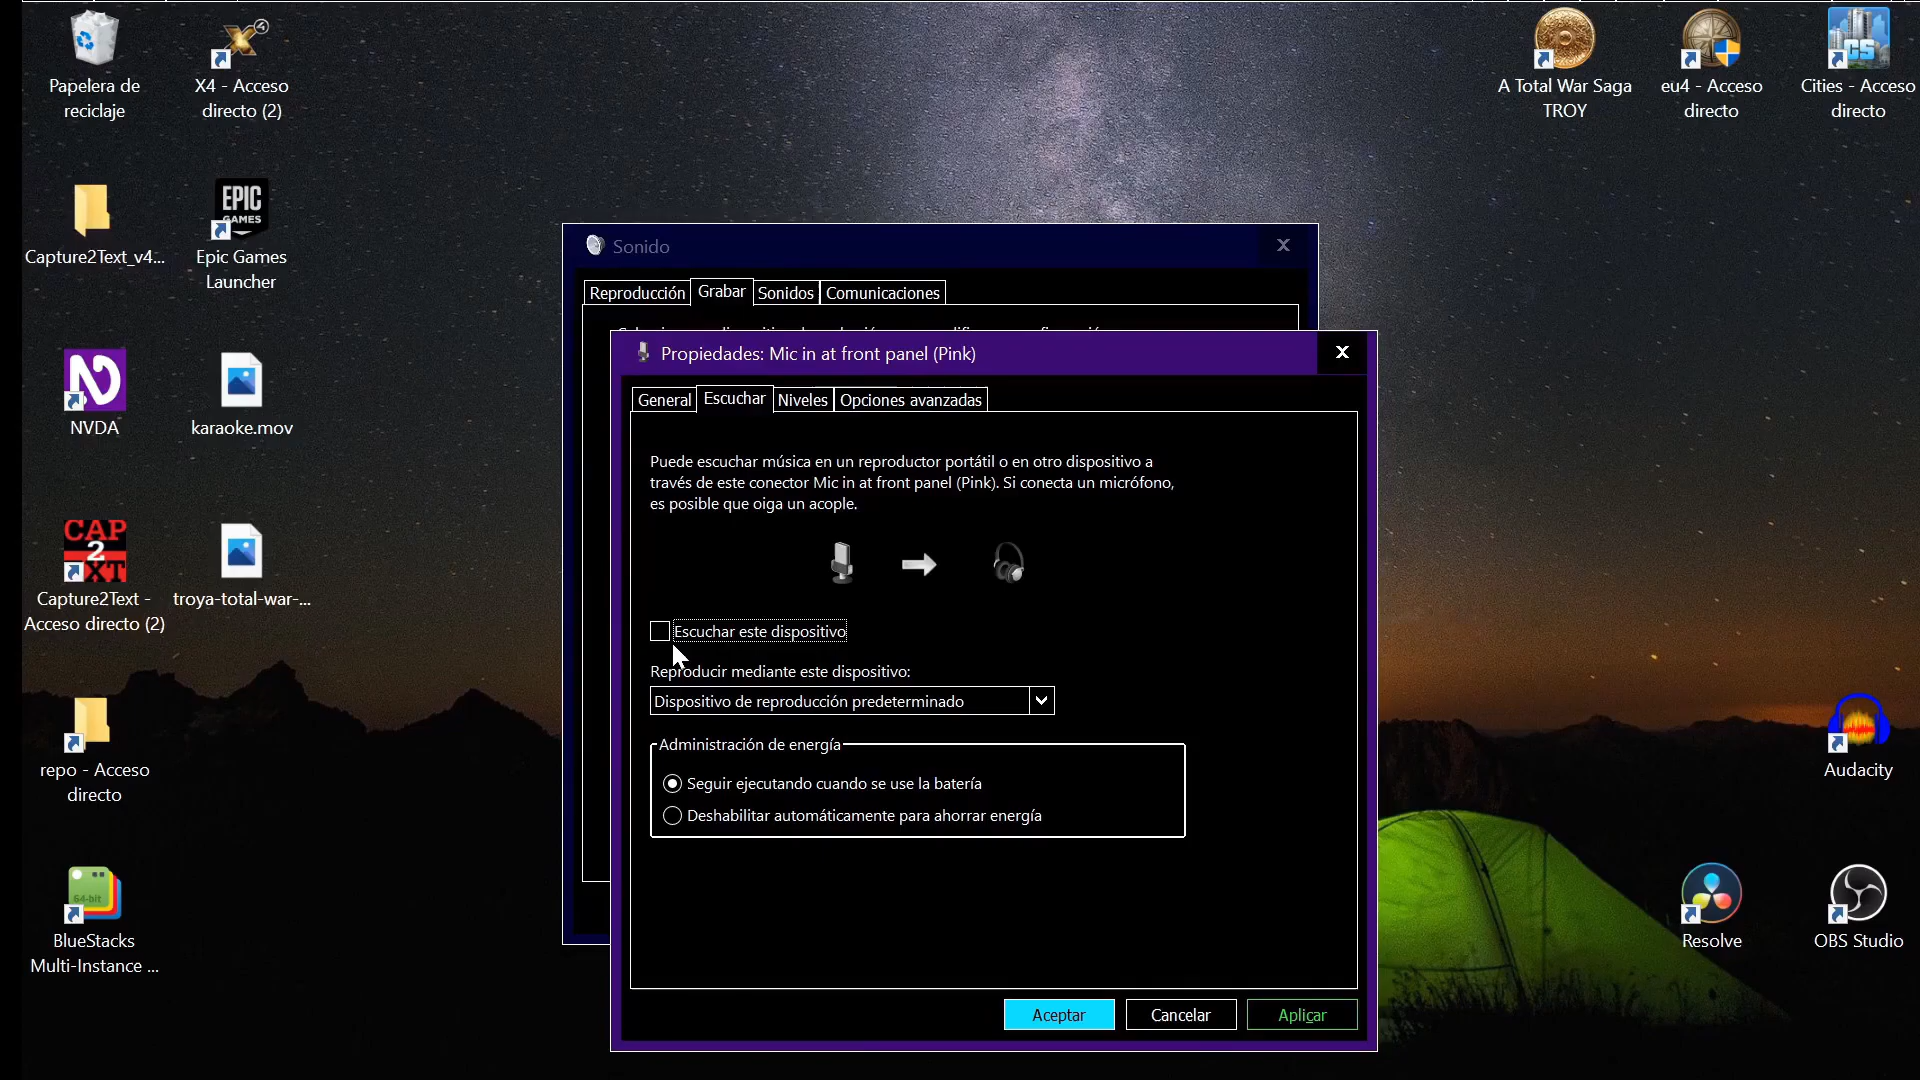 Papelera de
reciclaje
X4 - Acceso
directo (2)
4
A Total War Saga
TROY
eu4 - Acceso
directo
CS
Cities - Acceso
directo
Capture2Text_v4...
EPIC
GAMES
Epic Games
Launcher
NVDA
karaoke.mov
CAP
2
XT
Capture2Text -
Acceso directo (2)
troya-total-war-...
repo - Acceso
directo
64-bit
BlueStacks
Multi-Instance ...
Sonido
Reproducción
Grabar
Sonidos
Comunicaciones
Propiedades: Mic in at front panel (Pink)
General
Escuchar
Niveles
Opciones avanzadas
Puede escuchar música en un reproductor portátil o en otro dispositivo a
través de este conector Mic in at front panel (Pink). Si conecta un micrófono,
es posible que oiga un acople.
Escuchar este dispositivo
Reproducir mediante este dispositivo:
Dispositivo de reproducción predeterminado
Administración de energía
Seguir ejecutando cuando se use la batería
Deshabilitar automáticamente para ahorrar energía
Aceptar
Cancelar
Aplicar
Audacity
Resolve
OBS Studio